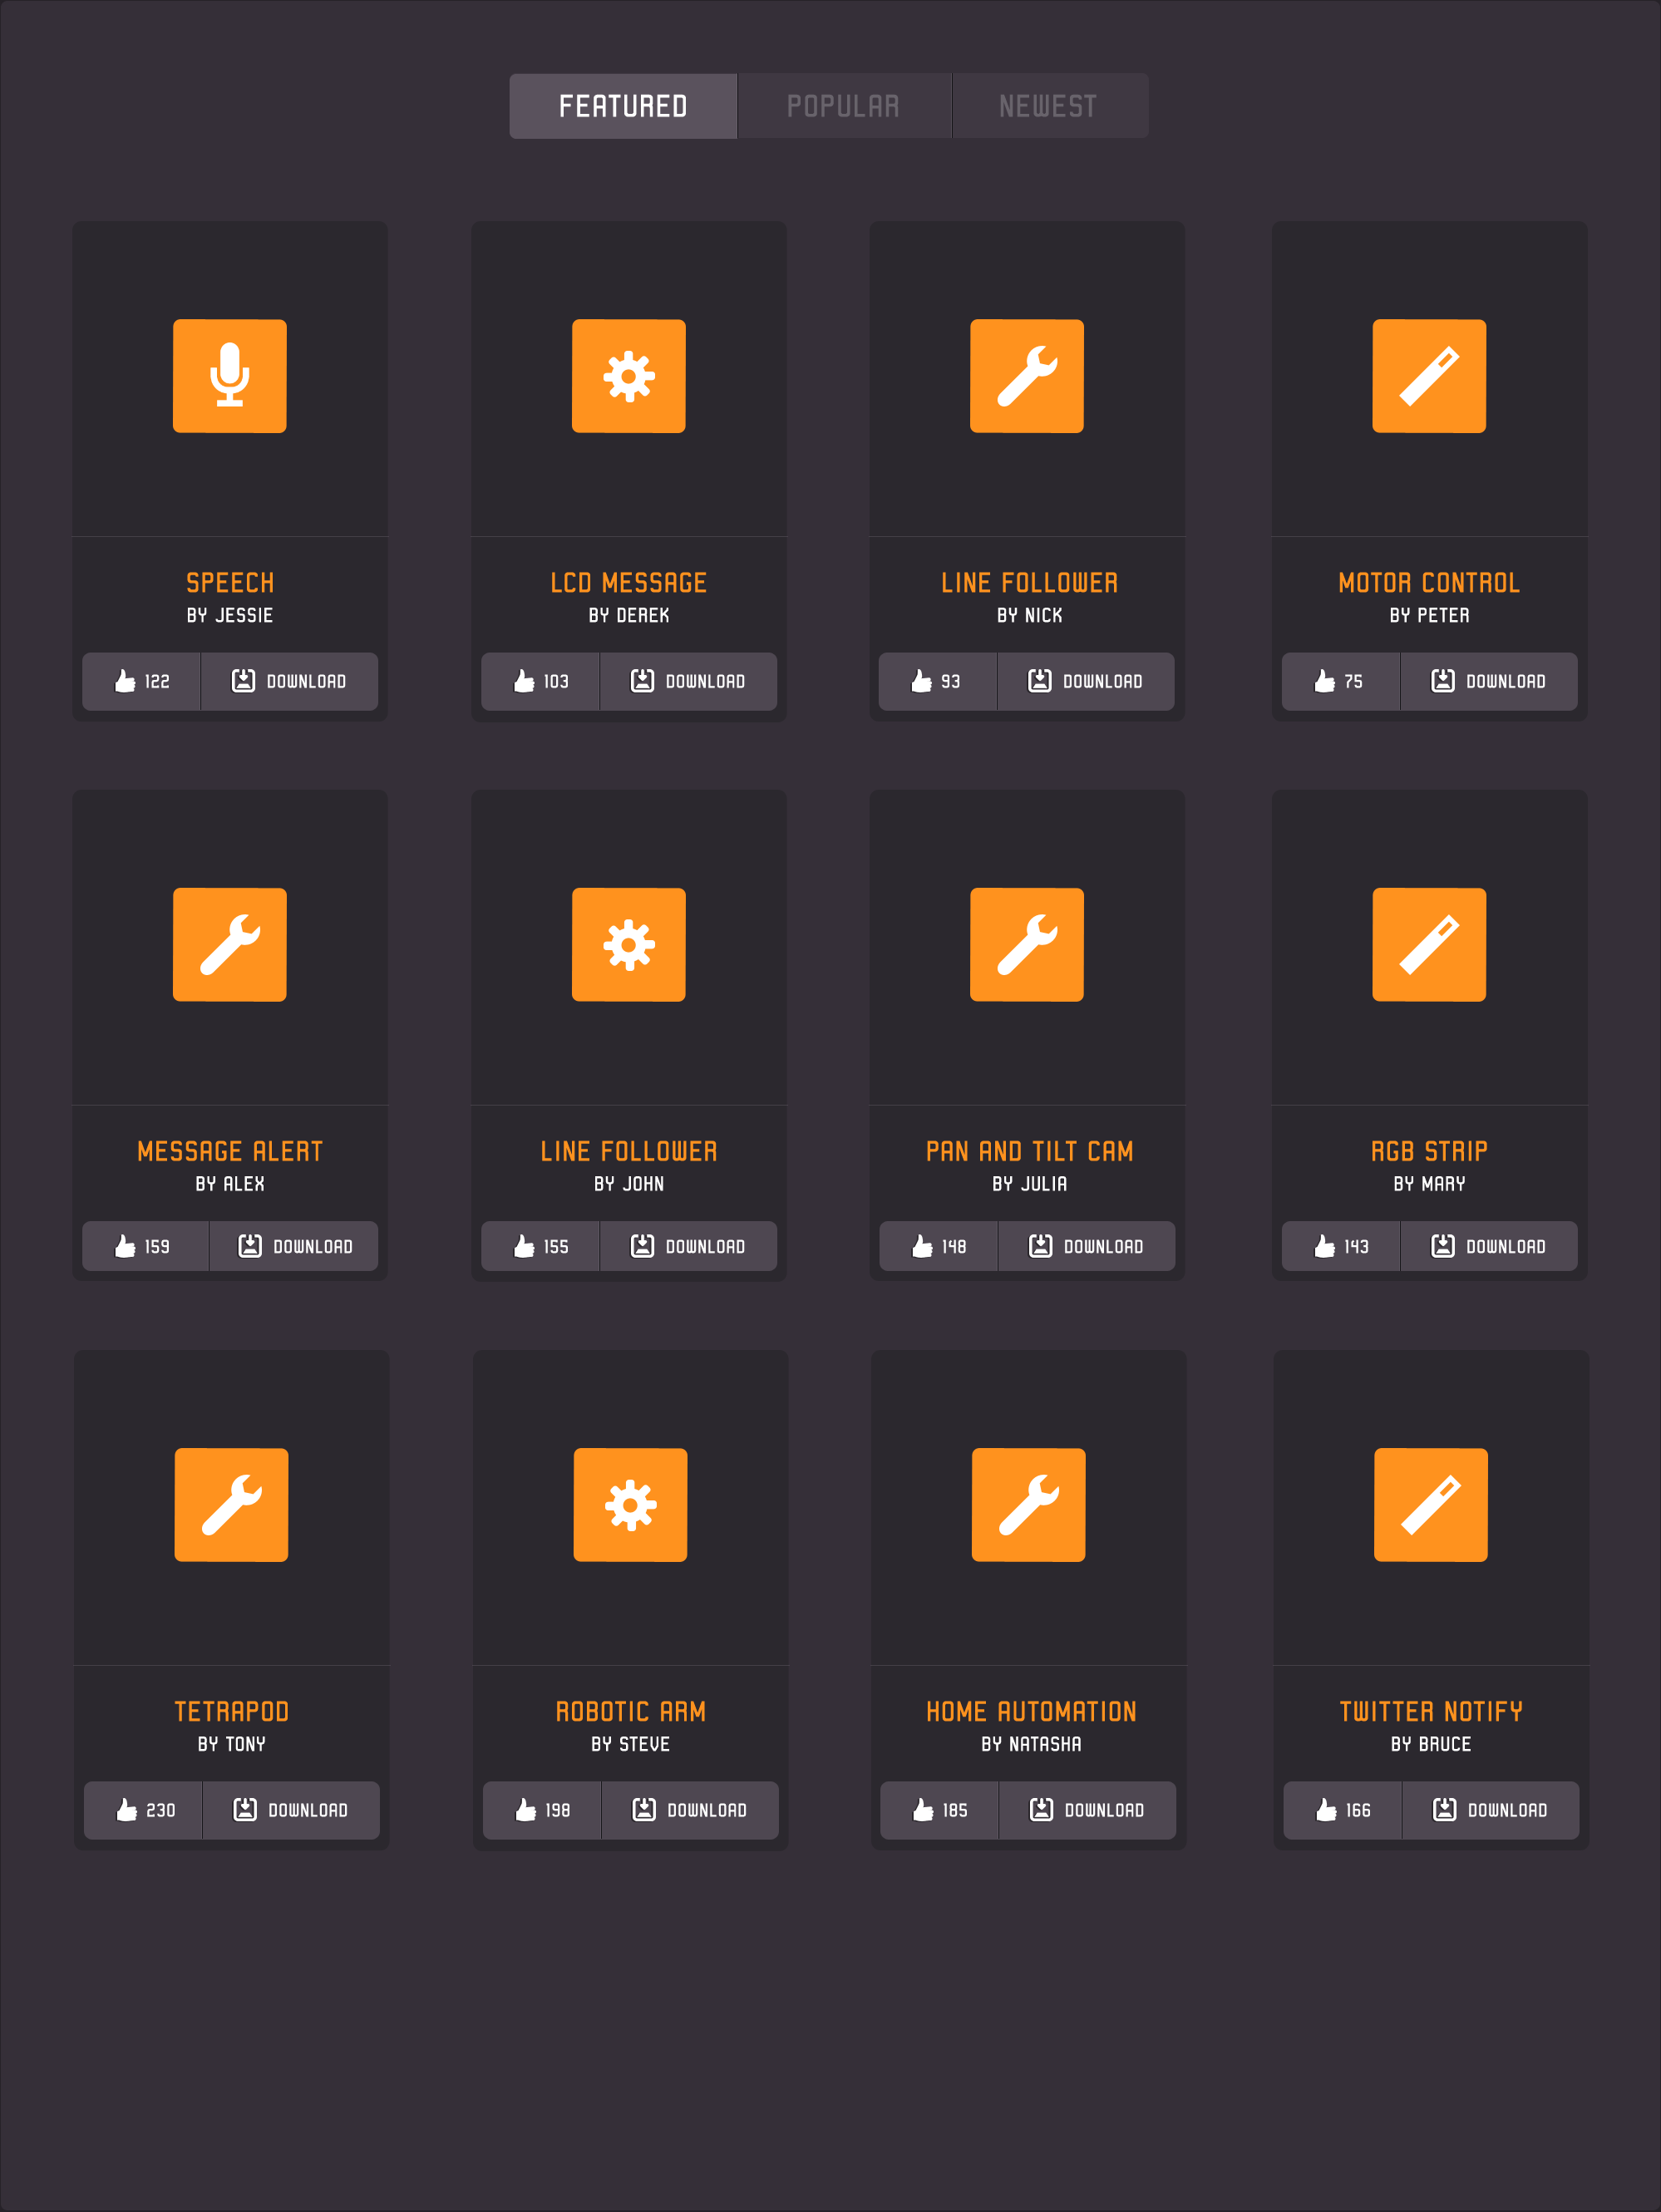 FEATURED POPULAR NEWEST
SPEECH
BY JESSIE
122 DOWNLOAD
LCD MESSAGE
BY DEREK
103 DOWNLOAD
LINE FOLLOWER
BY NICK
93 DOWNLOAD
MOTOR CONTROL
BY PETER
75 DOWNLOAD
MESSAGE ALERT
BY ALEX
159 DOWNLOAD
LINE FOLLOWER
BY JOHN
155 DOWNLOAD
PAN AND TILT CAM
BY JULIA
148 DOWNLOAD
RGB STRIP
BY MARY
143 DOWNLOAD
TETRAPOD
BY TONY
230 DOWNLOAD
ROBOTIC ARM
BY STEVE
198 DOWNLOAD
HOME AUTOMATION
BY NATASHA
185 DOWNLOAD
TWITTER NOTIFY
BY BRUCE
166 DOWNLOAD